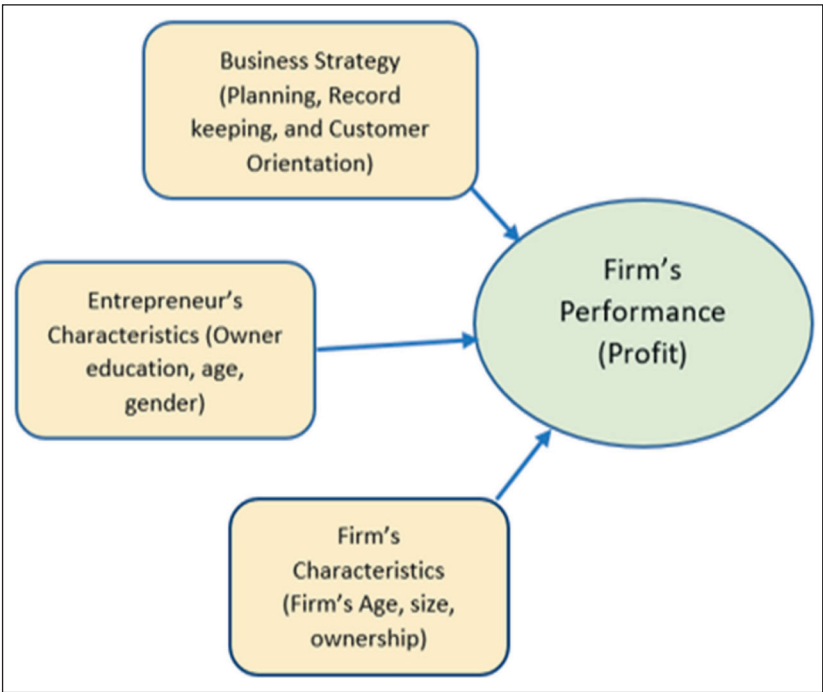 Business Strategy
(Planning, Record
keeping, and Customer
Orientation)
Entrepreneur’s
Characteristics (Owner
education, age,
gender)
Firm’s
Performance
(Profit)
Firm’s
Characteristics
(Firm’s Age, size,
ownership)